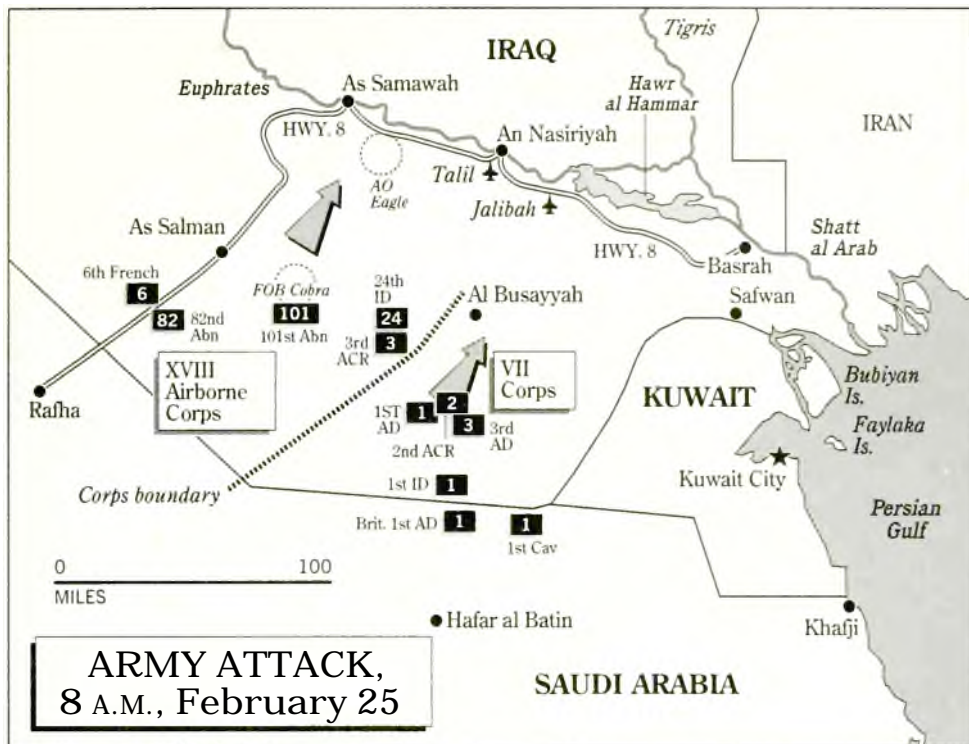 Tigris
IRAQ
Hawr
al Hammar
As Samawah
Euphrates
HWY. 8
An Nasiriyah
IRAN
AO
Eagle
Talil
Jalibah
As Salman
Shatt
al Arab
HWY. 8
Basrah
6th French
6
82
82nd
Abn
FOB Cobra
101
101st Abn
24th
ID
24
3rd
ACR
3
Al Busayyah
Safwan
XVIII
Airborne
Corps
VII
Corps
Rafha
KUWAIT
Bubiyan
Is.
Faylaka
Is.
1ST
AD
1
2
3
3rd
AD
2nd ACR
Kuwait City
Corps boundary
1st ID
1
Brit. 1st AD
1
1
1st Cav
Persian
Gulf
0
100
MILES
Hafar al Batin
Khafji
ARMY ATTACK,
8 A.M., February 25
SAUDI ARABIA